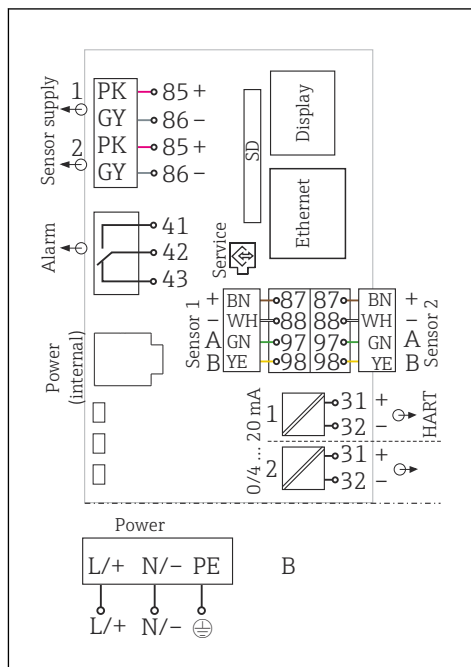 Sensor supply
1 PK 85 +
GY 86 -
2 PK 85 +
GY 86 -
Display
SD
Ethernet
Alarm
41
42
43
Service
Power
(internal)
Sensor 1
+ BN 87 87 BN +
- WH 88 88 WH -
A GN 97 97 GN A
B YE 98 98 YE B
Sensor 2
0/4 ... 20 mA
1 31 +
32 -
HART
2 31 +
32 -
Power
L/+ N/- PE
B
L/+ N/-